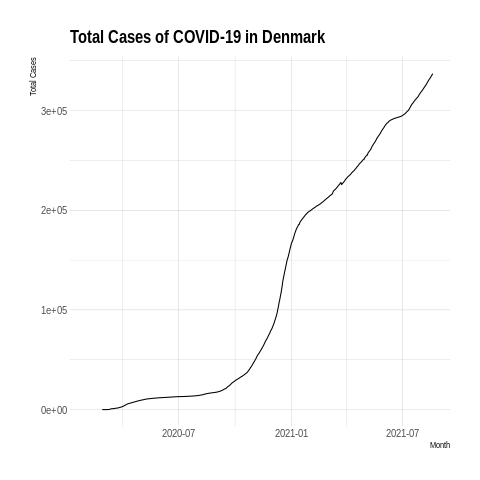 Total Cases of COVID-19 in Denmark
Total Cases
3e+05
2e+05
1e+05
0e+00
2020-07 2021-01 2021-07
Month